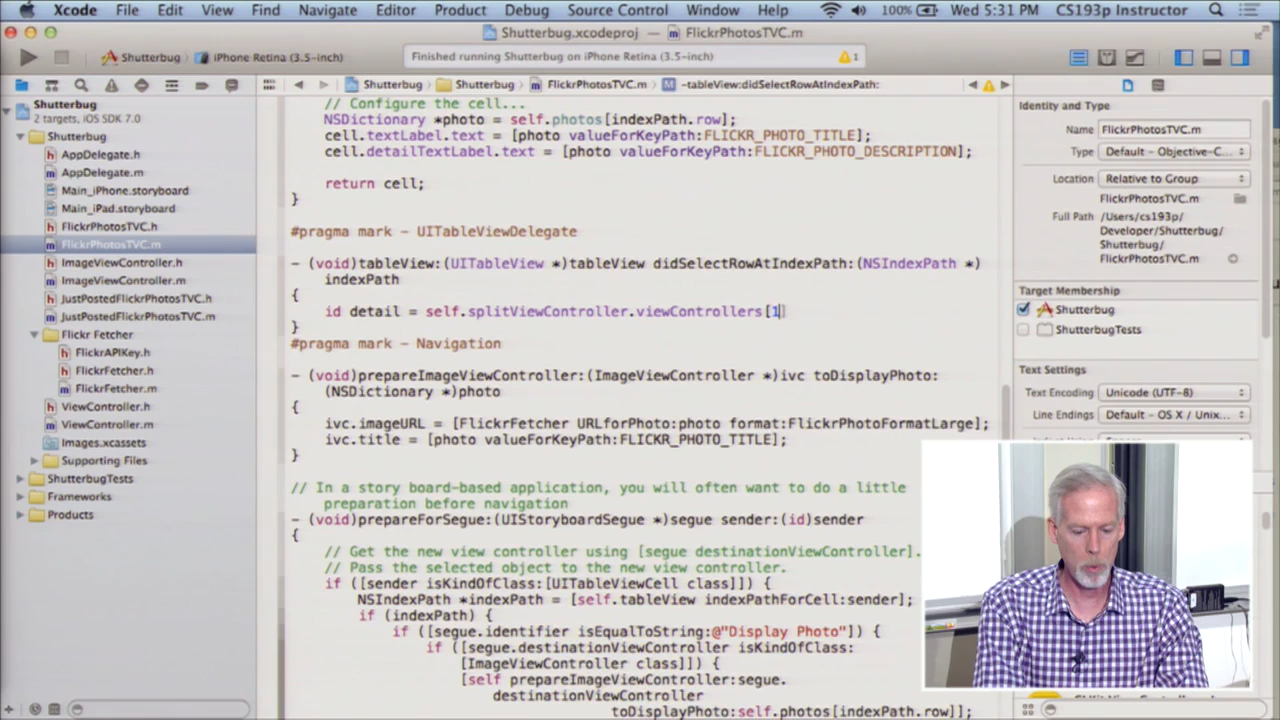 Xcode File Edit View Find Navigate Editor Product Debug Source Control Window Help 100% Wed 5:31 PM CS193p Instructor
Shutterbug.xcodeproj — FlickrPhotosTVC.m
Shutterbug iPhone Retina (3.5-inch) Finished running Shutterbug on iPhone Retina (3.5-inch) 1
Shutterbug Shutterbug FlickrPhotosTVC.m -tableView:didSelectRowAtIndexPath:
Shutterbug
2 targets, iOS SDK 7.0
Shutterbug
AppDelegate.h
AppDelegate.m
Main_iPhone.storyboard
Main_iPad.storyboard
FlickrPhotosTVC.h
FlickrPhotosTVC.m
ImageViewController.h
ImageViewController.m
JustPostedFlickrPhotosTVC.h
JustPostedFlickrPhotosTVC.m
Flickr Fetcher
FlickrAPIKey.h
FlickrFetcher.h
FlickrFetcher.m
ViewController.h
ViewController.m
Images.xcassets
Supporting Files
ShutterbugTests
Frameworks
Products
// Configure the cell...
NSDictionary *photo = self.photos[indexPath.row];
cell.textLabel.text = [photo valueForKeyPath:FLICKR_PHOTO_TITLE];
cell.detailTextLabel.text = [photo valueForKeyPath:FLICKR_PHOTO_DESCRIPTION];
return cell;
}
#pragma mark - UITableViewDelegate
- (void)tableView:(UITableView *)tableView didSelectRowAtIndexPath:(NSIndexPath *)
indexPath
{
id detail = self.splitViewController.viewControllers[1]
}
#pragma mark - Navigation
- (void)prepareImageViewController:(ImageViewController *)ivc toDisplayPhoto:
(NSDictionary *)photo
{
ivc.imageURL = [FlickrFetcher URLforPhoto:photo format:FlickrPhotoFormatLarge];
ivc.title = [photo valueForKeyPath:FLICKR_PHOTO_TITLE];
}
// In a story board-based application, you will often want to do a little
preparation before navigation
- (void)prepareForSegue:(UIStoryboardSegue *)segue sender:(id)sender
{
// Get the new view controller using [segue destinationViewController].
// Pass the selected object to the new view controller.
if ([sender isKindOfClass:[UITableViewCell class]]) {
NSIndexPath *indexPath = [self.tableView indexPathForCell:sender];
if (indexPath) {
if ([segue.identifier isEqualToString:@"Display Photo"]) {
if ([segue.destinationViewController isKindOfClass:
[ImageViewController class]]) {
[self prepareImageViewController:segue.
destinationViewController
toDisplayPhoto:self.photos[indexPath.row]];
Identity and Type
Name FlickrPhotosTVC.m
Type Default - Objective-C...
Location Relative to Group
FlickrPhotosTVC.m
Full Path /Users/cs193p/
Developer/Shutterbug/
Shutterbug/
FlickrPhotosTVC.m
Target Membership
Shutterbug
ShutterbugTests
Text Settings
Text Encoding Unicode (UTF-8)
Line Endings Default - OS X / Unix...